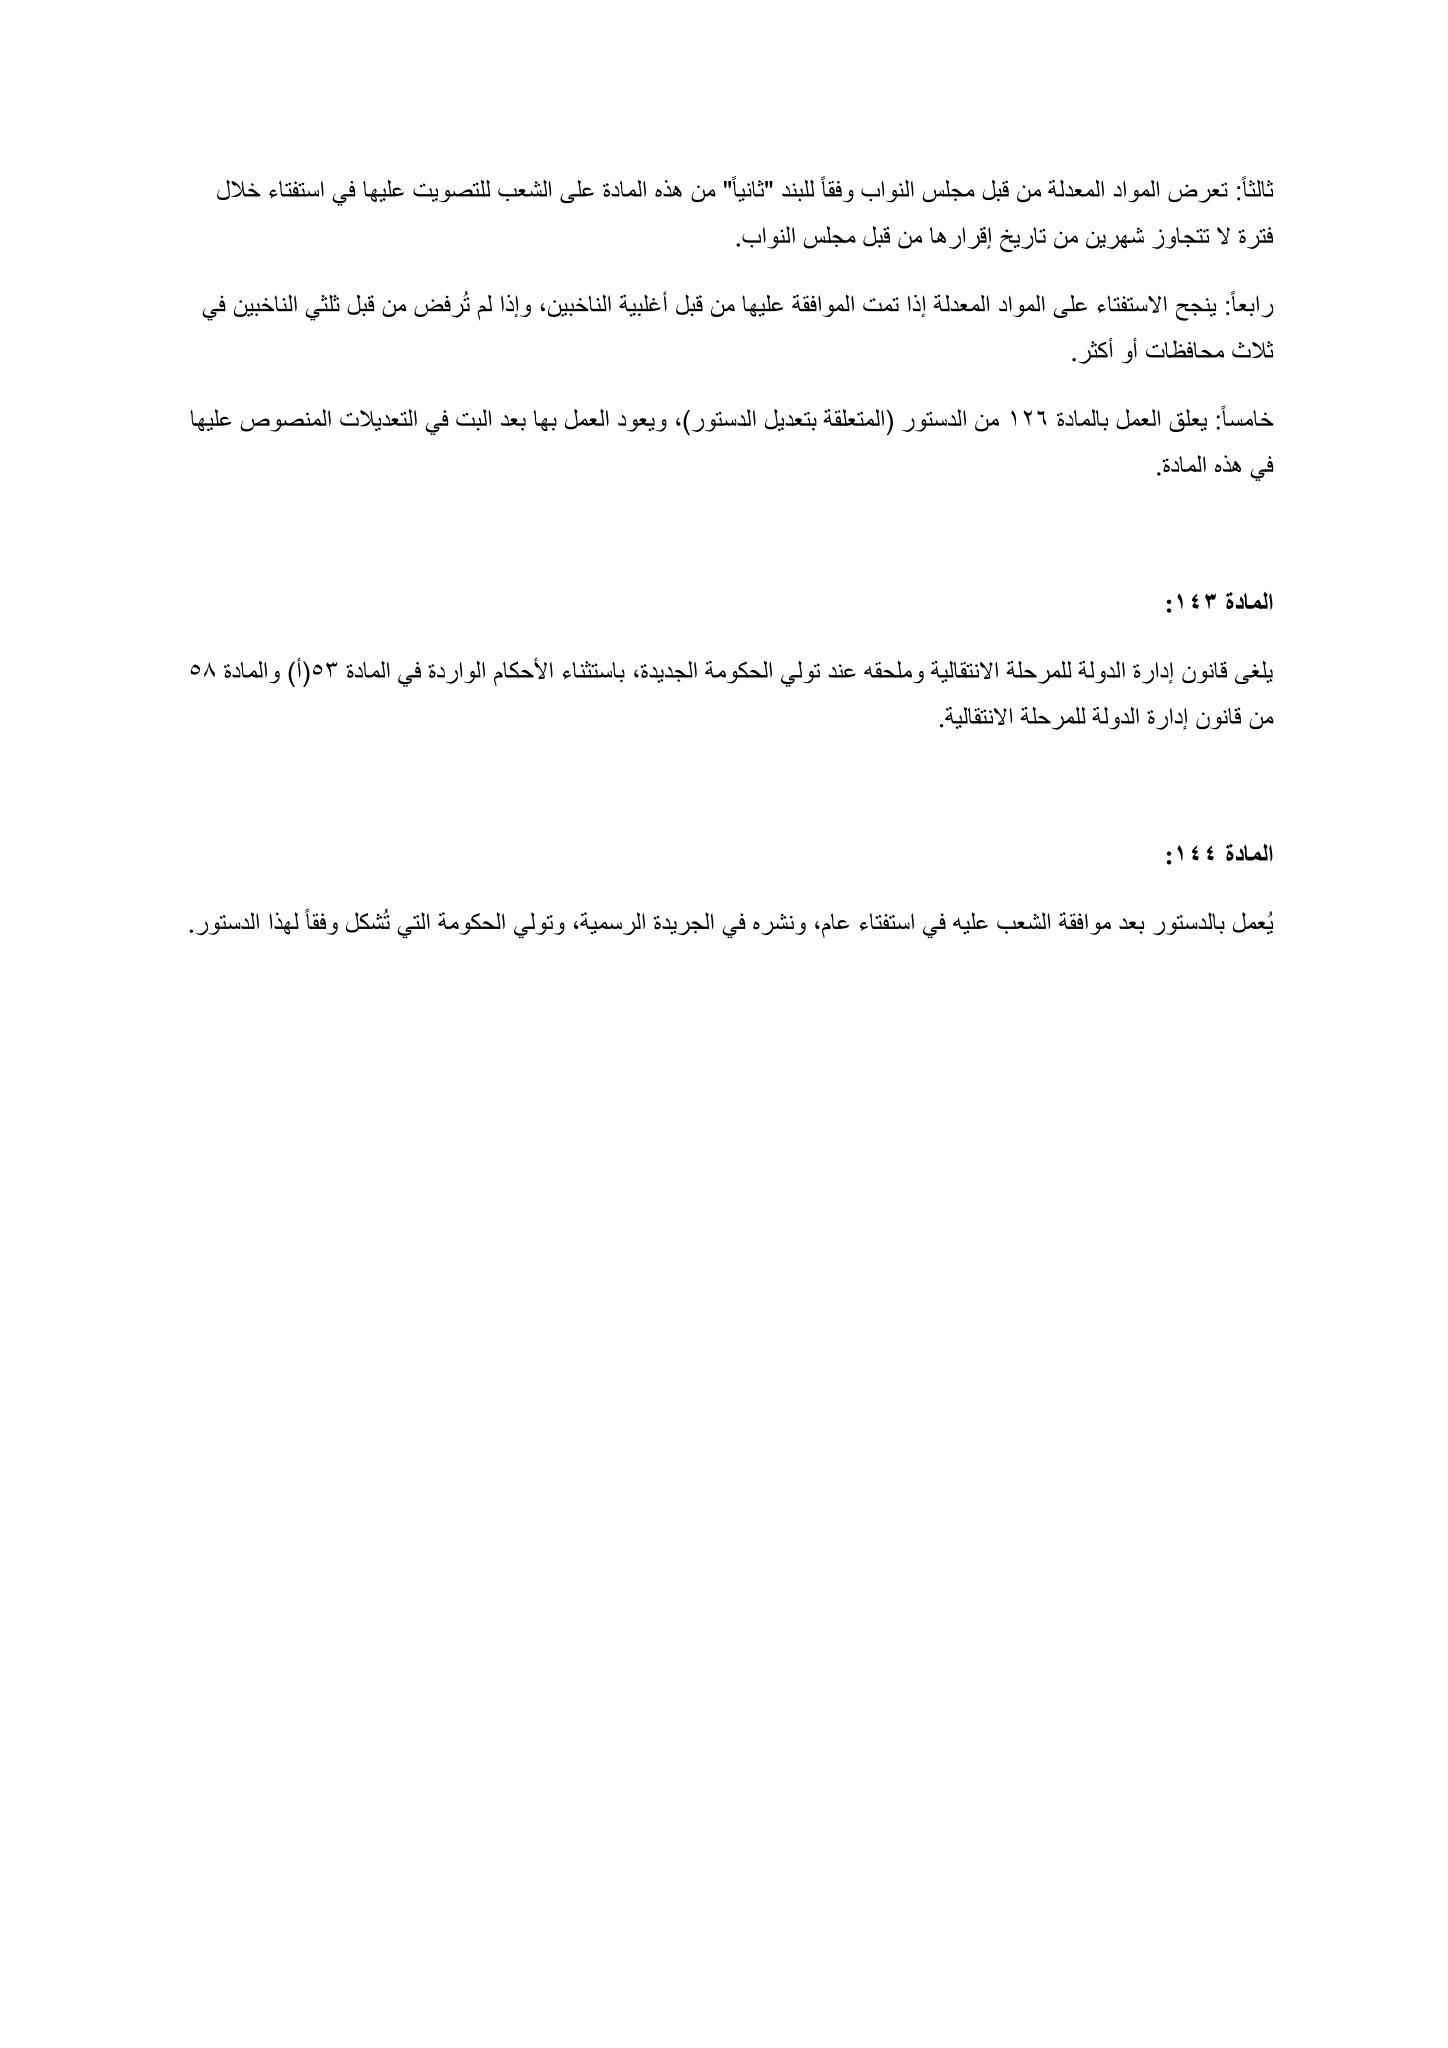 ثالثاً: تعرض المواد المعدلة من قبل مجلس النواب وفقاً للبند "ثانياً" من هذه المادة على الشعب للتصويت عليها في استفتاء خلال
فترة لا تتجاوز شهرين من تاريخ إقرارها من قبل مجلس النواب.
رابعاً: ينجح الاستفتاء على المواد المعدلة إذا تمت الموافقة عليها من قبل أغلبية الناخبين، وإذا لم تُرفض من قبل ثلثي الناخبين في
ثلاث محافظات أو أكثر.
خامساً: يعلق العمل بالمادة ١٢٦ من الدستور (المتعلقة بتعديل الدستور)، ويعود العمل بها بعد البت في التعديلات المنصوص عليها
في هذه المادة.
المادة ١٤٣:
يلغى قانون إدارة الدولة للمرحلة الانتقالية وملحقه عند تولي الحكومة الجديدة، باستثناء الأحكام الواردة في المادة ٥٣(أ) والمادة ٥٨
من قانون إدارة الدولة للمرحلة الانتقالية.
المادة ١٤٤:
يُعمل بالدستور بعد موافقة الشعب عليه في استفتاء عام، ونشره في الجريدة الرسمية، وتولي الحكومة التي تُشكل وفقاً لهذا الدستور.